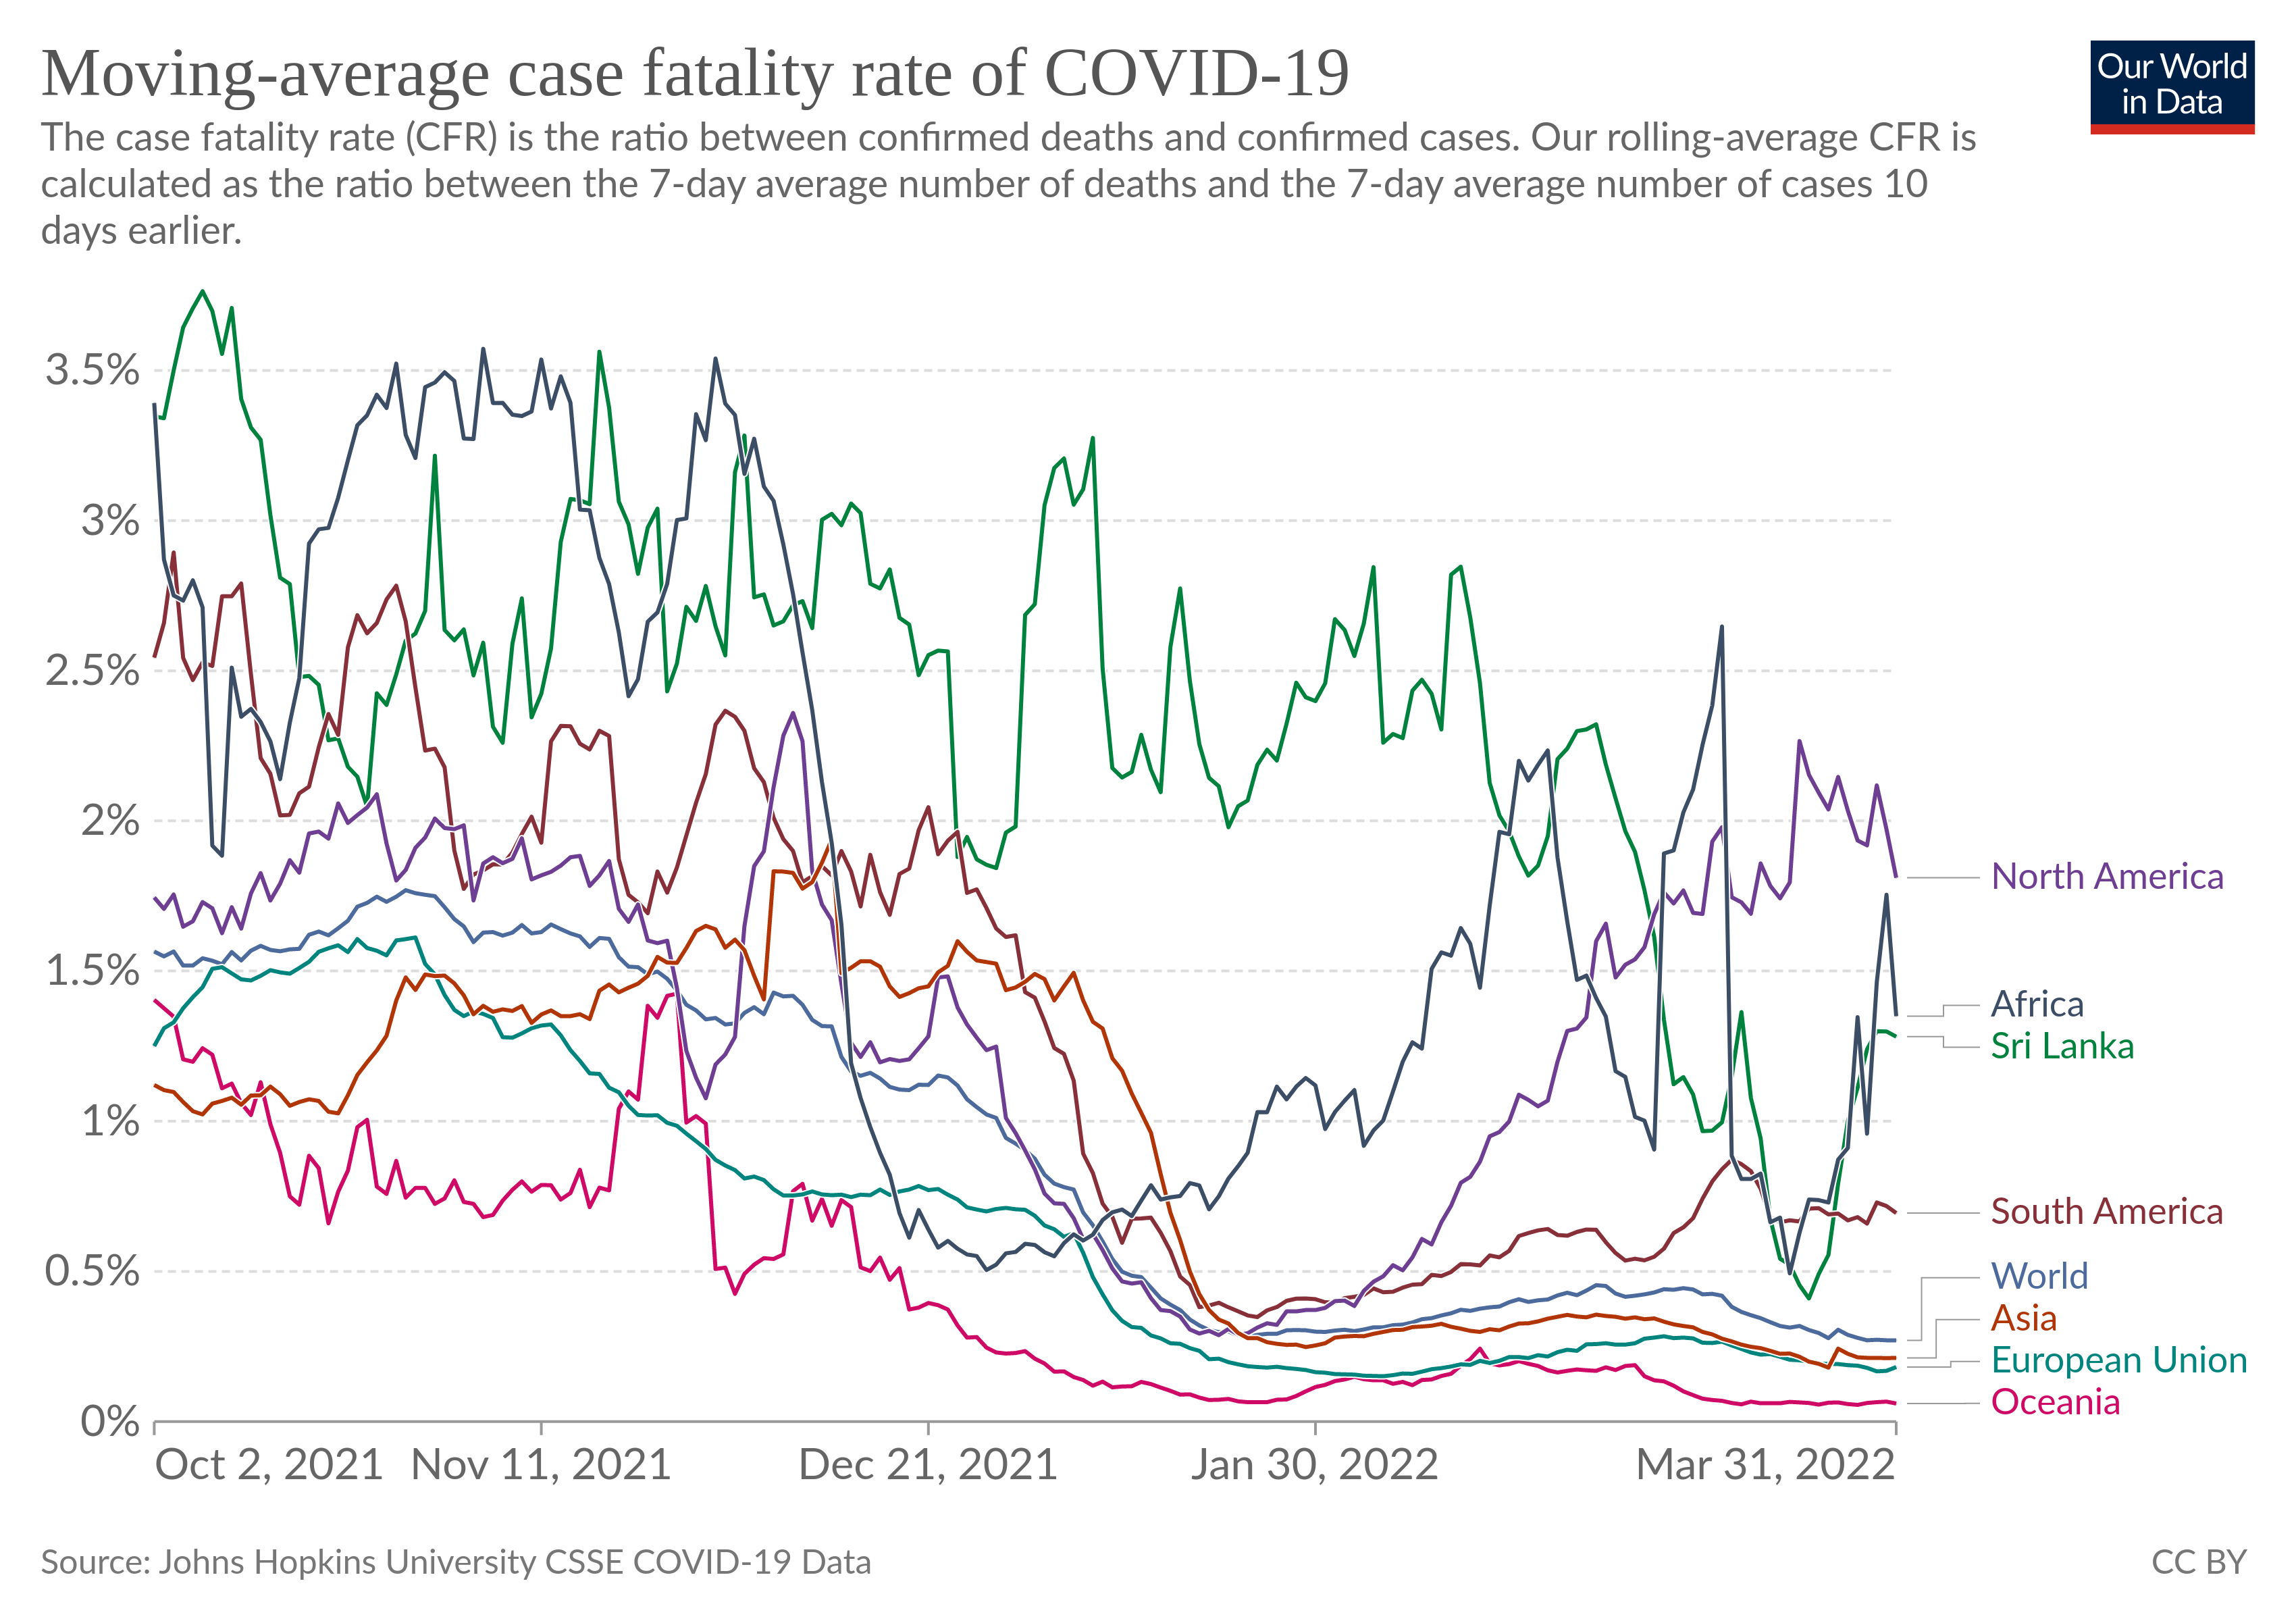 Moving-average case fatality rate of COVID-19
Our World
in Data
The case fatality rate (CFR) is the ratio between confirmed deaths and confirmed cases. Our rolling-average CFR is
calculated as the ratio between the 7-day average number of deaths and the 7-day average number of cases 10
days earlier.
3.5%
3%
2.5%
2%
1.5%
1%
0.5%
0%
North America
Africa
Sri Lanka
South America
World
Asia
European Union
Oceania
Oct 2, 2021
Nov 11, 2021
Dec 21, 2021
Jan 30, 2022
Mar 31, 2022
Source: Johns Hopkins University CSSE COVID-19 Data
CC BY